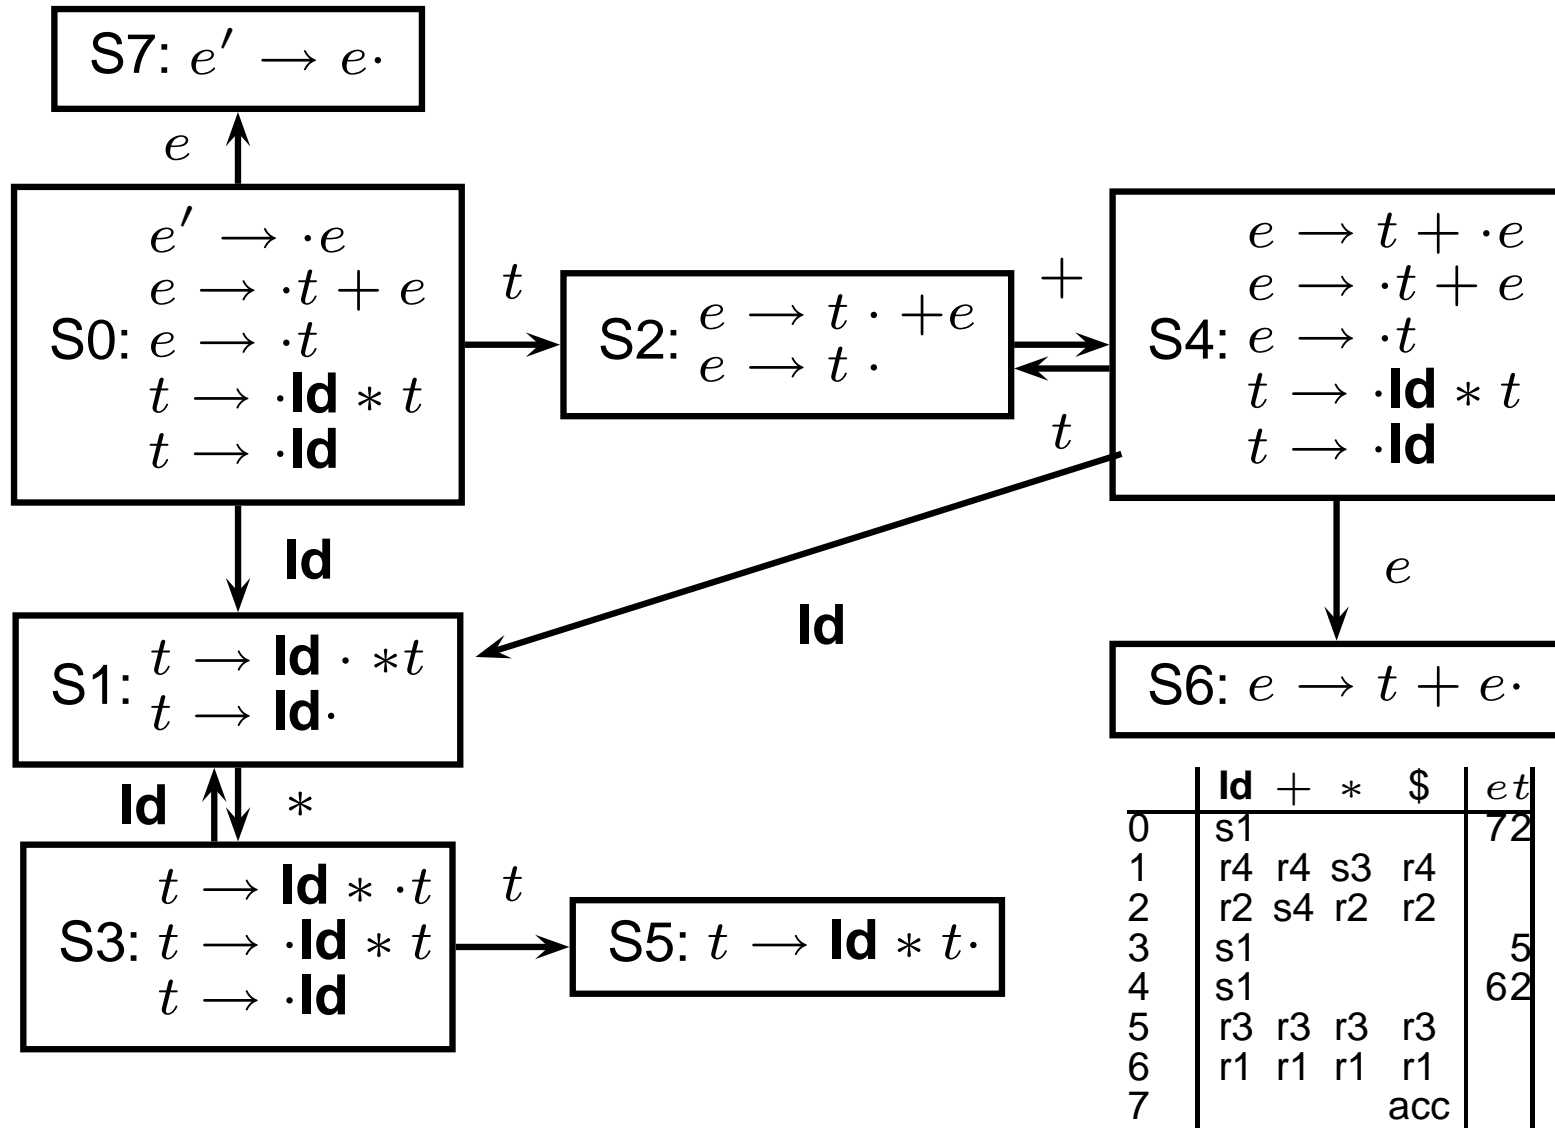 S7: e′ → e·
e
S0:
e′ → ·e
e → ·t + e
e → ·t
t → ·Id ∗ t
t → ·Id
t
S2:
e → t · +e
e → t ·
+
t
S4:
e → t + ·e
e → ·t + e
e → ·t
t → ·Id ∗ t
t → ·Id
Id
Id
e
S1:
t → Id · ∗t
t → Id·
S6: e → t + e·
Id
∗
S3:
t → Id ∗ ·t
t → ·Id ∗ t
t → ·Id
t
S5: t → Id ∗ t·
Id + ∗ $ e t
0 s1 7 2
1 r4 r4 s3 r4
2 r2 s4 r2 r2
3 s1 5
4 s1 6 2
5 r3 r3 r3 r3
6 r1 r1 r1 r1
7 acc